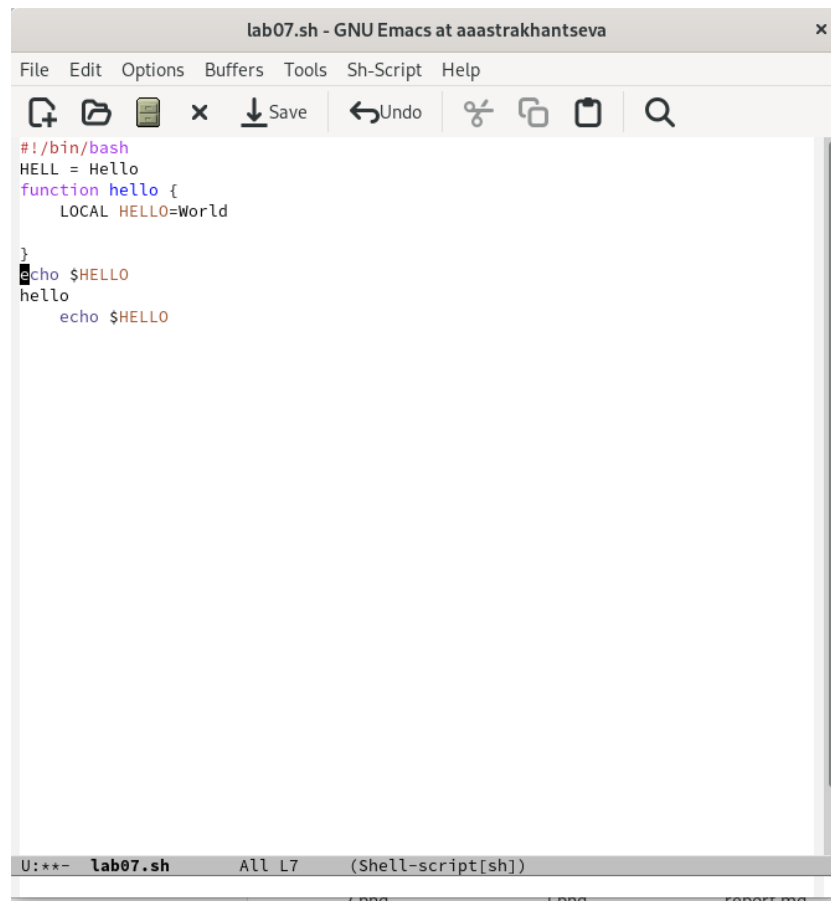 lab07.sh - GNU Emacs at aaastrakhantseva ×
File Edit Options Buffers Tools Sh-Script Help
Save Undo
#!/bin/bash
HELL = Hello
function hello {
    LOCAL HELLO=World
}
echo $HELLO
hello
    echo $HELLO
U:**- lab07.sh All L7 (Shell-script[sh])